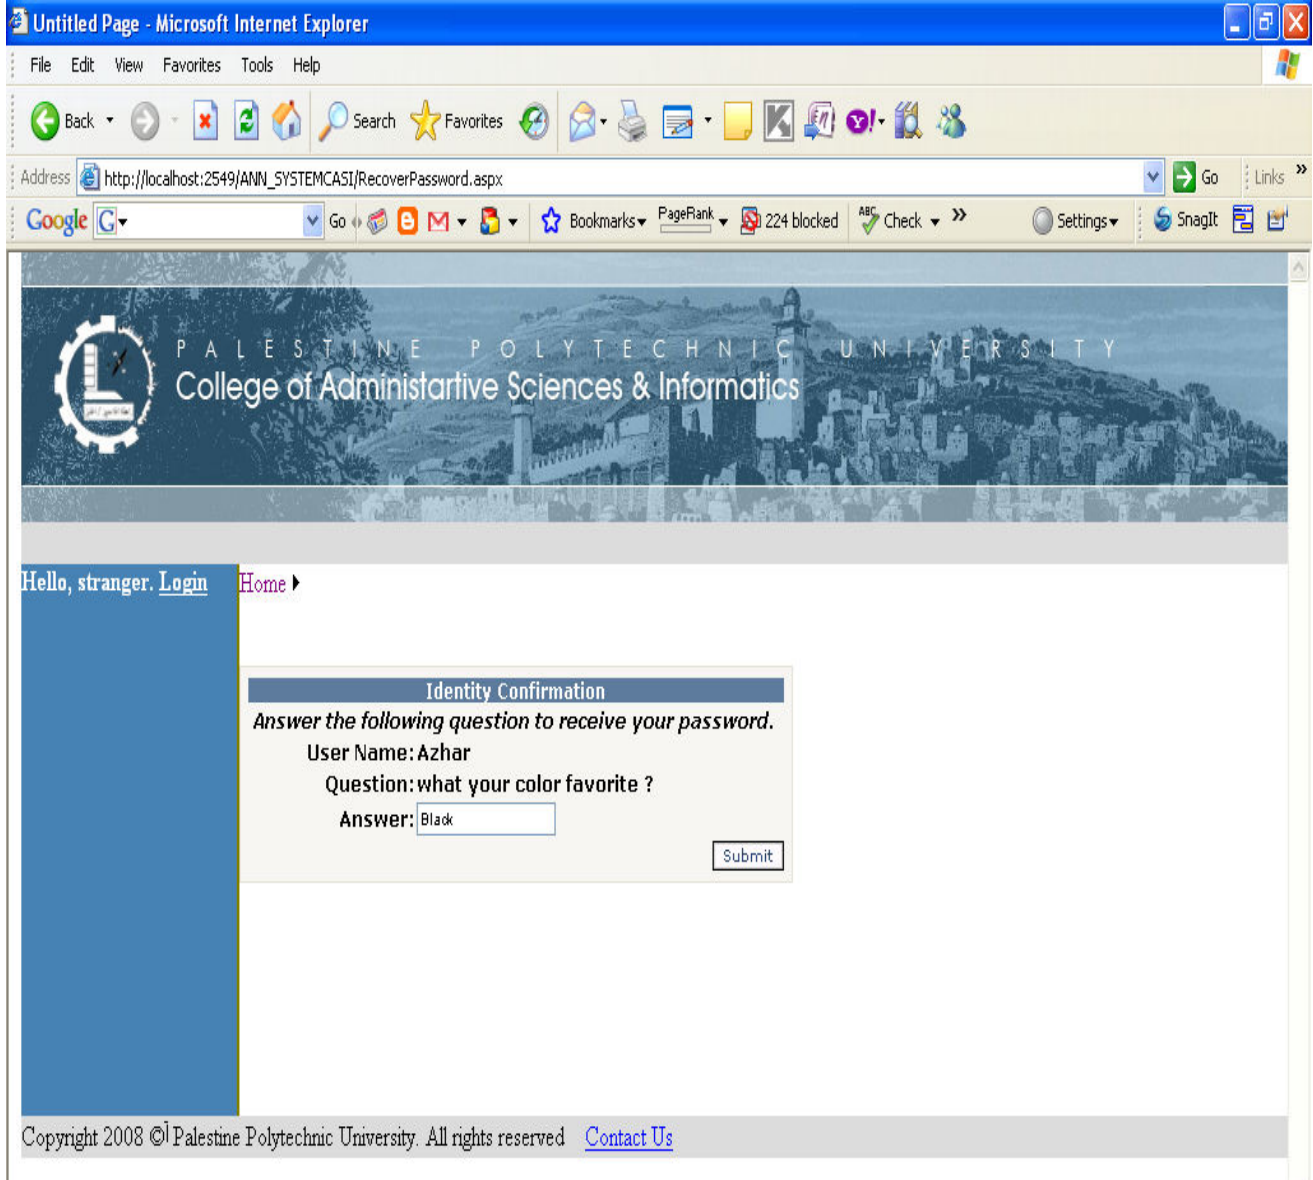 Untitled Page - Microsoft Internet Explorer
File Edit View Favorites Tools Help
Back Search Favorites
Address http://localhost:2549/ANN_SYSTEMCASI/RecoverPassword.aspx Go Links »
Google G Go Bookmarks PageRank 224 blocked ABC Check » Settings SnagIt
PALESTINE POLYTECHNIC UNIVERSITY
College of Administartive Sciences & Informatics
Hello, stranger. Login Home
Identity Confirmation
Answer the following question to receive your password.
User Name: Azhar
Question: what your color favorite ?
Answer: Black
Submit
Copyright 2008 © Palestine Polytechnic University. All rights reserved Contact Us